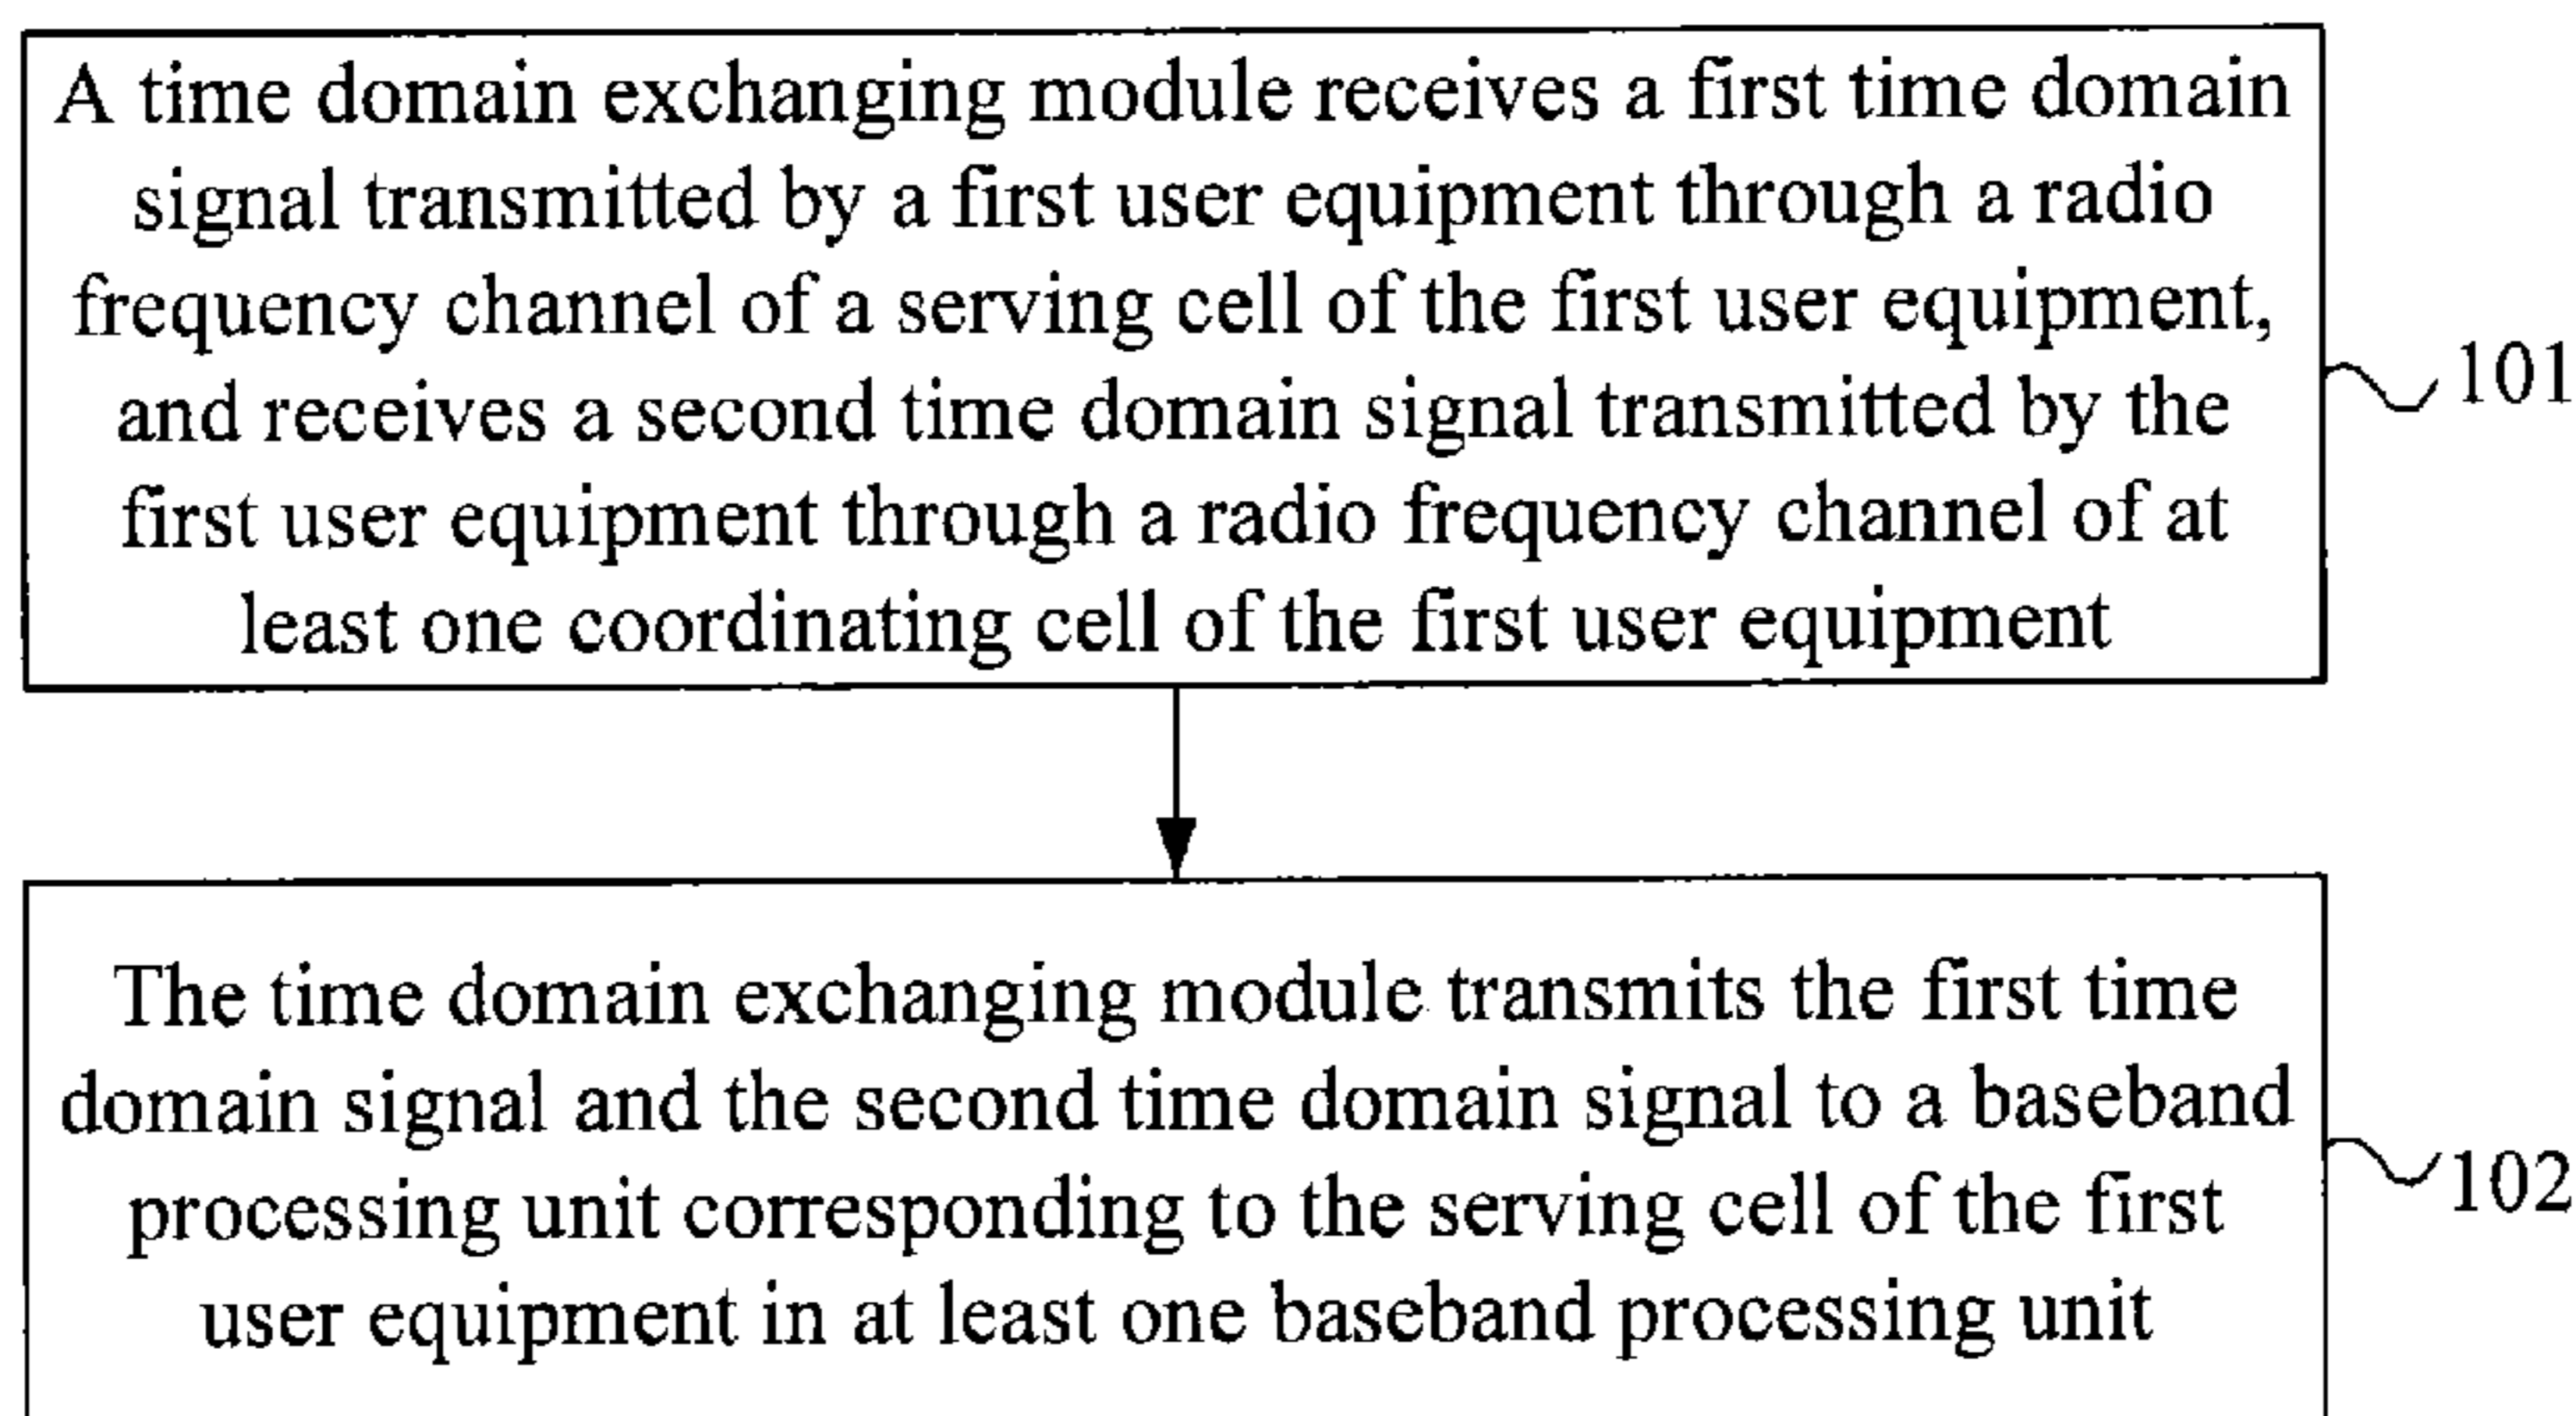 A time domain exchanging module receives a first time domain
signal transmitted by a first user equipment through a radio
frequency channel of a serving cell of the first user equipment,
and receives a second time domain signal transmitted by the
first user equipment through a radio frequency channel of at
least one coordinating cell of the first user equipment
101
The time domain exchanging module transmits the first time
domain signal and the second time domain signal to a baseband
processing unit corresponding to the serving cell of the first
user equipment in at least one baseband processing unit
102